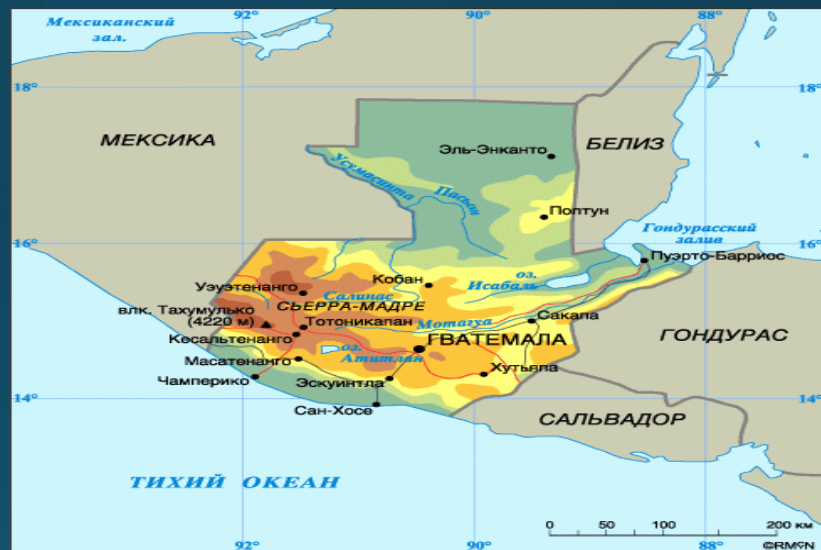 92°
90°
88°
Мексиканский
зал.
18°
18°
МЕКСИКА
Эль-Энканто
БЕЛИЗ
Усумасинта
Пасьон
Поптун
Гондурасский
залив
16°
16°
Пуэрто-Барриос
оз.
Исабаль
Кобан
Уэуэтенанго
Салинас
СЬЕРРА-МАДРЕ
влк. Тахумулько
(4220 м)
Тотоникапан
Мотагуа
Сакапа
ГОНДУРАС
Кесальтенанго
ГВАТЕМАЛА
оз.
Атитлан
Масатенанго
Хутьяпа
Чамперико
Эскуинтла
14°
14°
Сан-Хосе
САЛЬВАДОР
ТИХИЙ ОКЕАН
0 50 100 200 км
92°
90°
88°